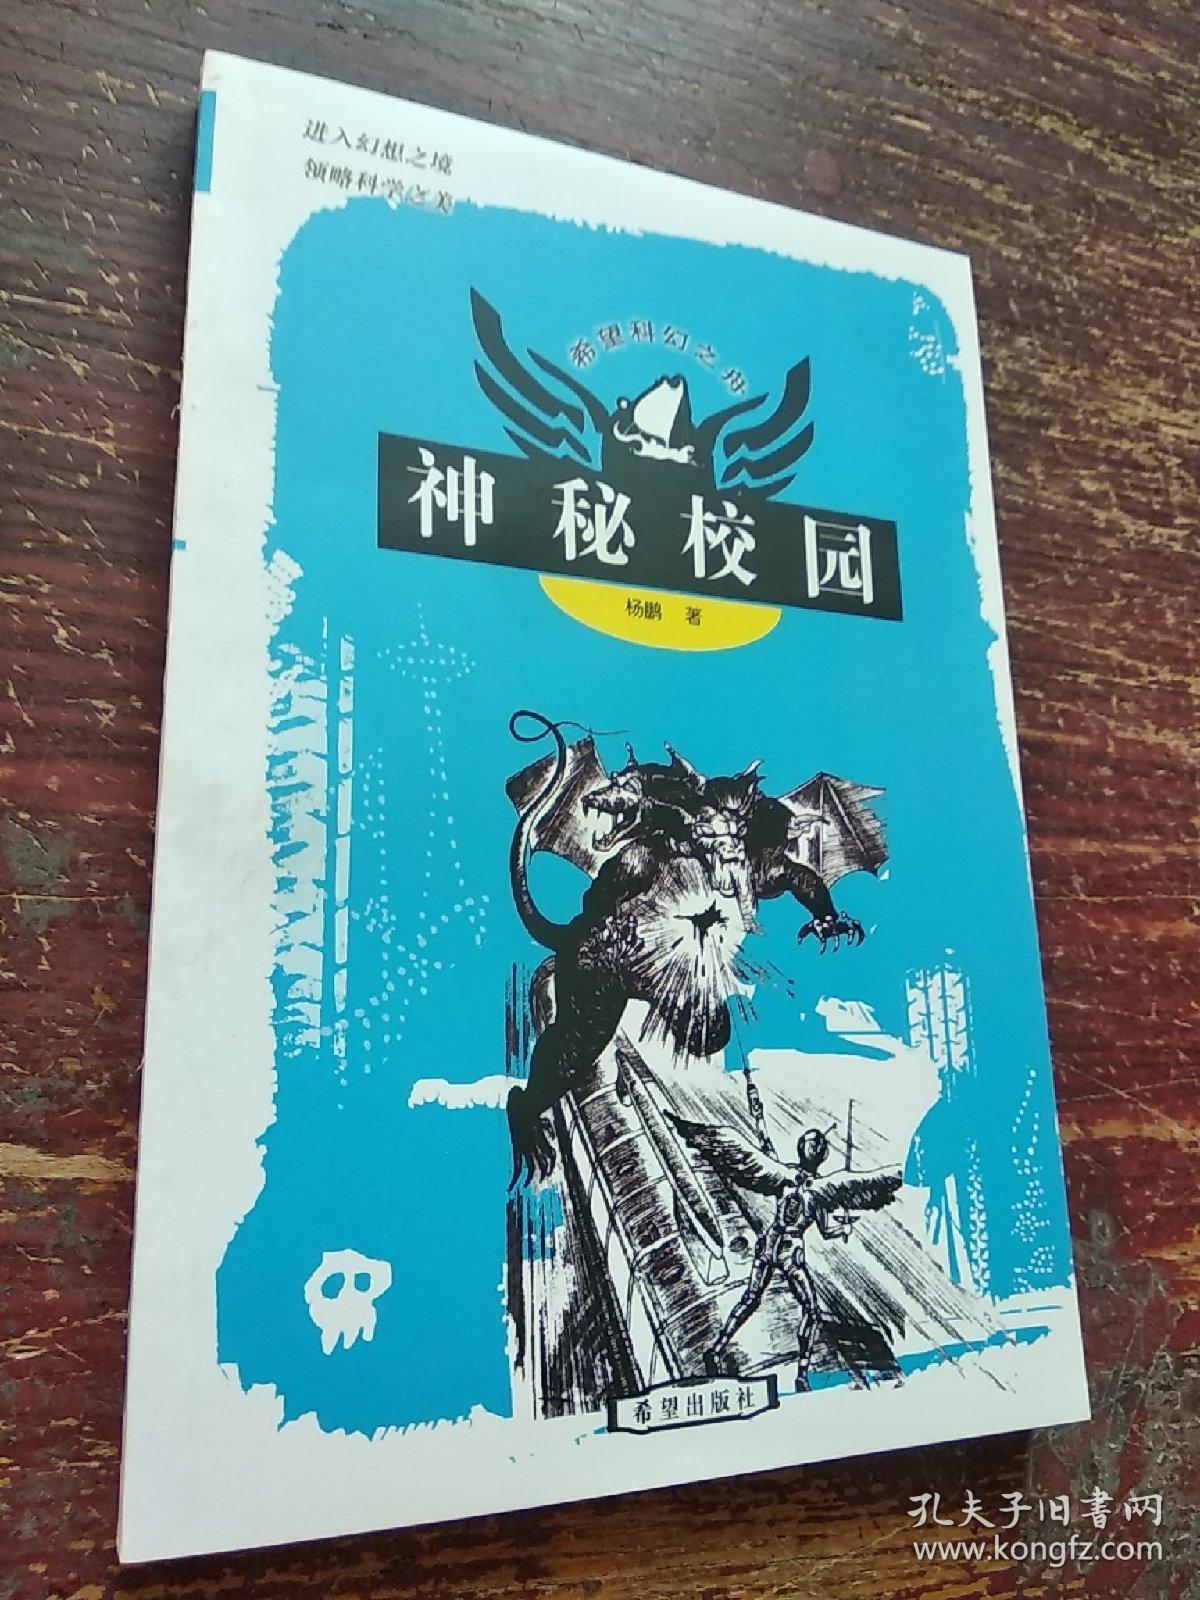 进入幻想之境
领略科学之美
希望科幻之舟
神秘校园
杨鹏 著
希望出版社
孔夫子旧书网
www.kongfz.com